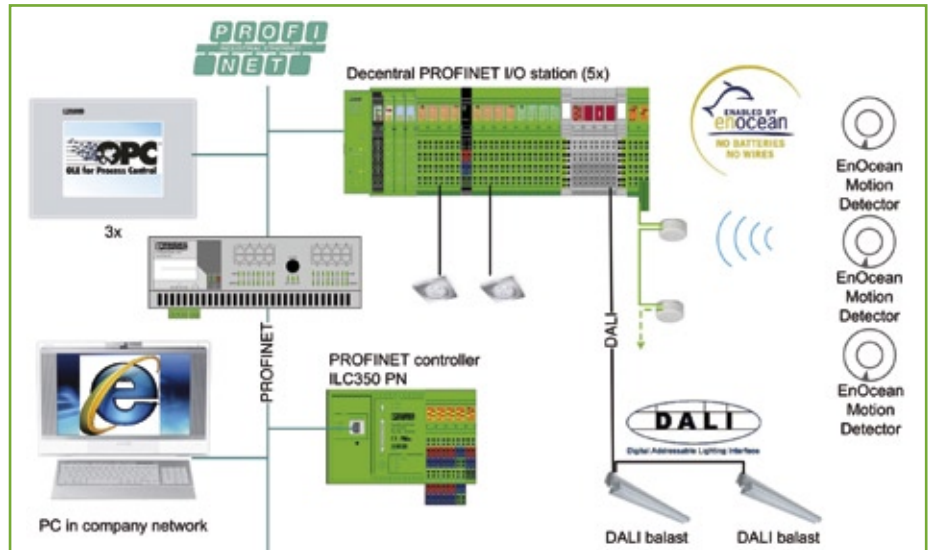 PROFI
INDUSTRIAL ETHERNET
NET
Decentral PROFINET I/O station (5x)
OPC
OLE for Process Control
3x
ENABLED BY
enocean
NO BATTERIES
NO WIRES
EnOcean
Motion
Detector
EnOcean
Motion
Detector
EnOcean
Motion
Detector
PROFINET
DALI
PROFINET controller
ILC350 PN
DALI
Digital Addressable Lighting Interface
PC in company network
DALI balast
DALI balast